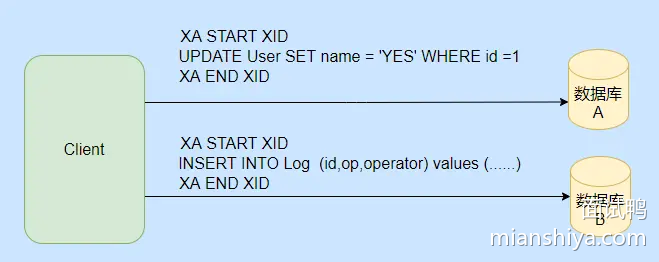 XA START XID
UPDATE User SET name = 'YES' WHERE id =1
XA END XID
Client
数据库
A
XA START XID
INSERT INTO Log (id,op,operator) values (......)
XA END XID
数据库
B
面试鸭
mianshiya.com